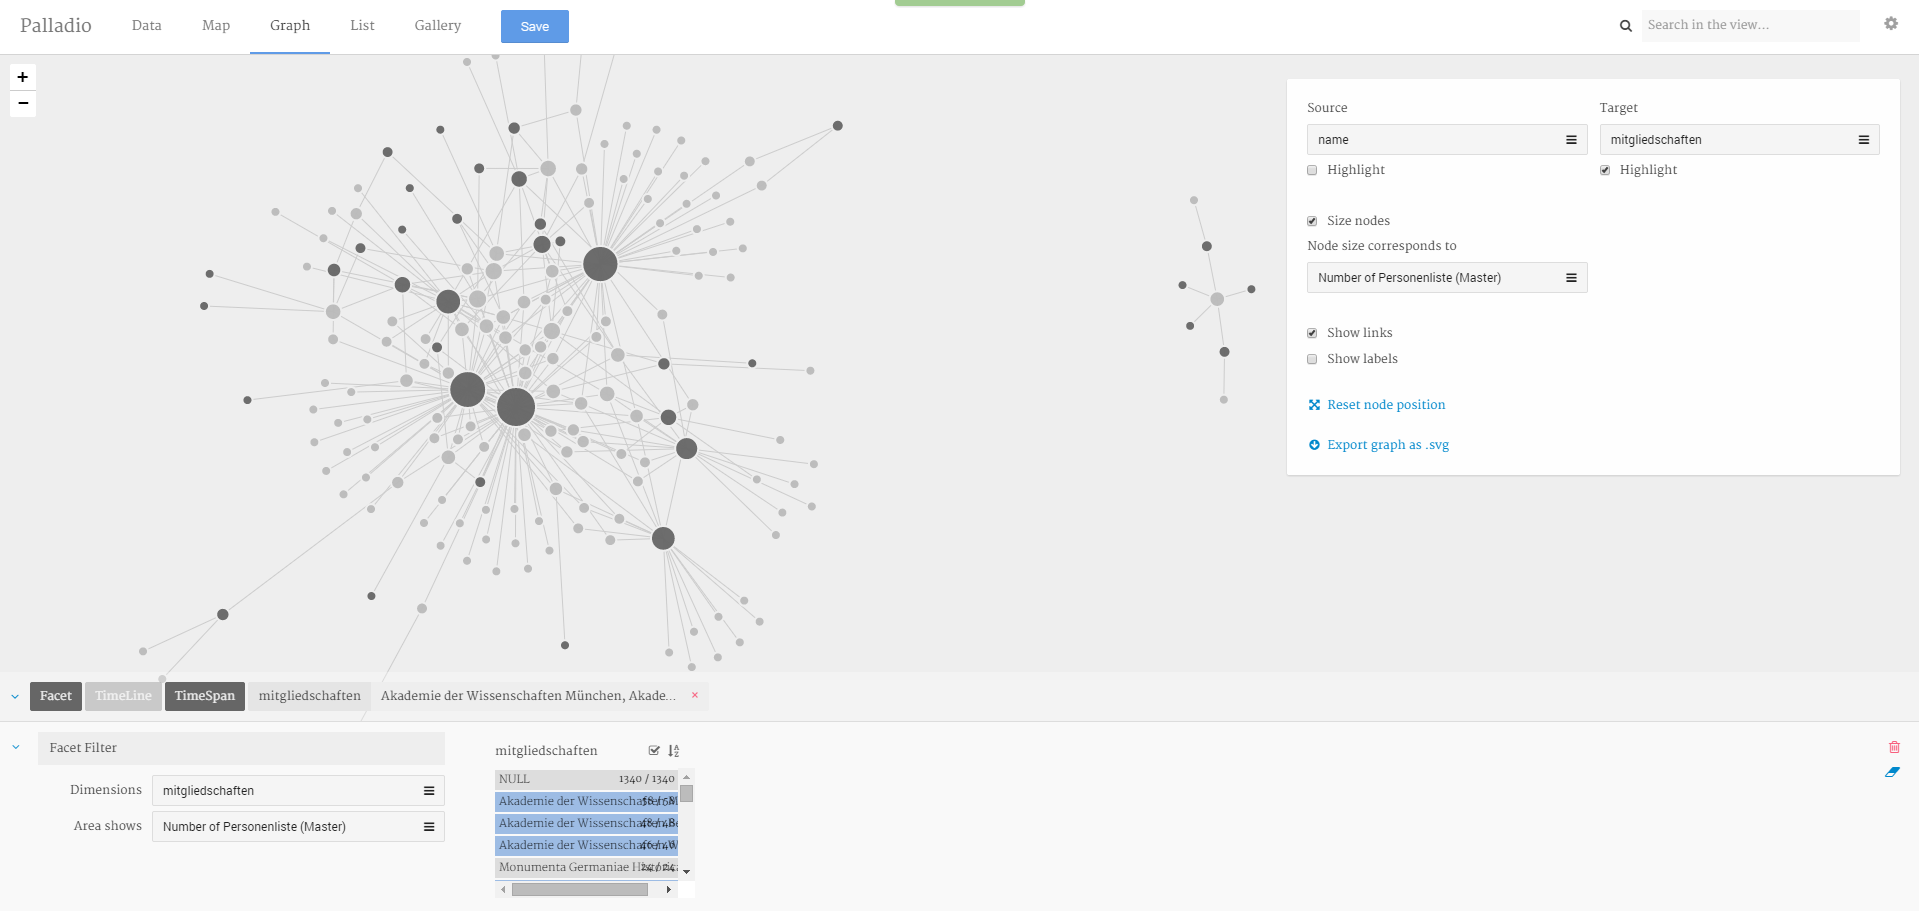 Palladio Data Map Graph List Gallery Save Search in the view...
+
−
Source Target
name mitgliedschaften
Highlight Highlight
Size nodes
Node size corresponds to
Number of Personenliste (Master)
Show links
Show labels
Reset node position
Export graph as .svg
Facet TimeLine TimeSpan mitgliedschaften Akademie der Wissenschaften München, Akade... ×
Facet Filter
mitgliedschaften
Dimensions mitgliedschaften
Area shows Number of Personenliste (Master)
NULL 1340 / 1340
Akademie der Wissenschaften M 58 / 58
Akademie der Wissenschaften Be 48 / 48
Akademie der Wissenschaften W 46 / 46
Monumenta Germaniae Historica 24 / 24